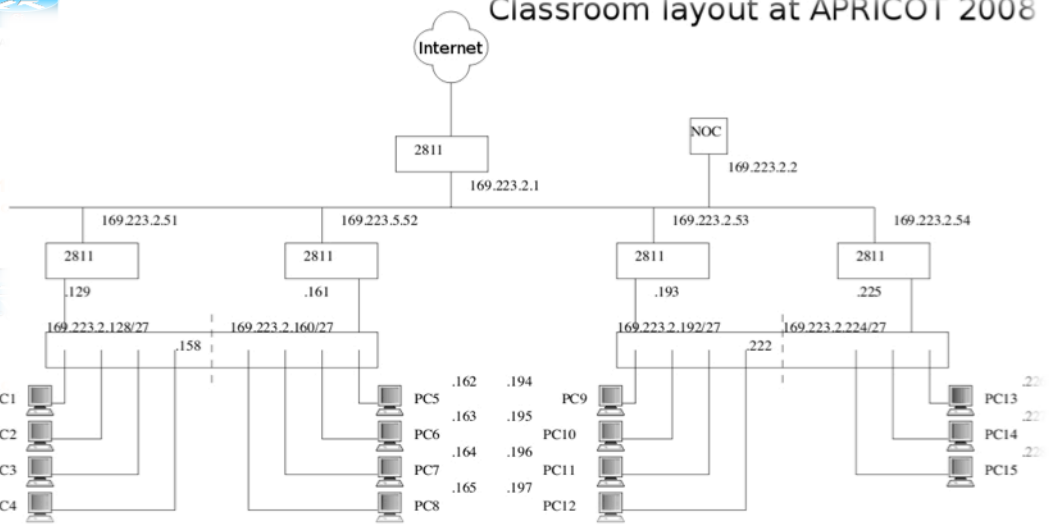 Classroom layout at APRICOT 2008
Internet
2811
NOC
169.223.2.1
169.223.2.2
169.223.2.51
169.223.5.52
169.223.2.53
169.223.2.54
2811
2811
2811
2811
.129
.161
.193
.225
169.223.2.128/27
169.223.2.160/27
169.223.2.192/27
169.223.2.224/27
.158
.222
C1
PC5
.162
.194
PC9
PC13
C2
PC6
.163
.195
PC10
PC14
C3
PC7
.164
.196
PC11
PC15
C4
PC8
.165
.197
PC12